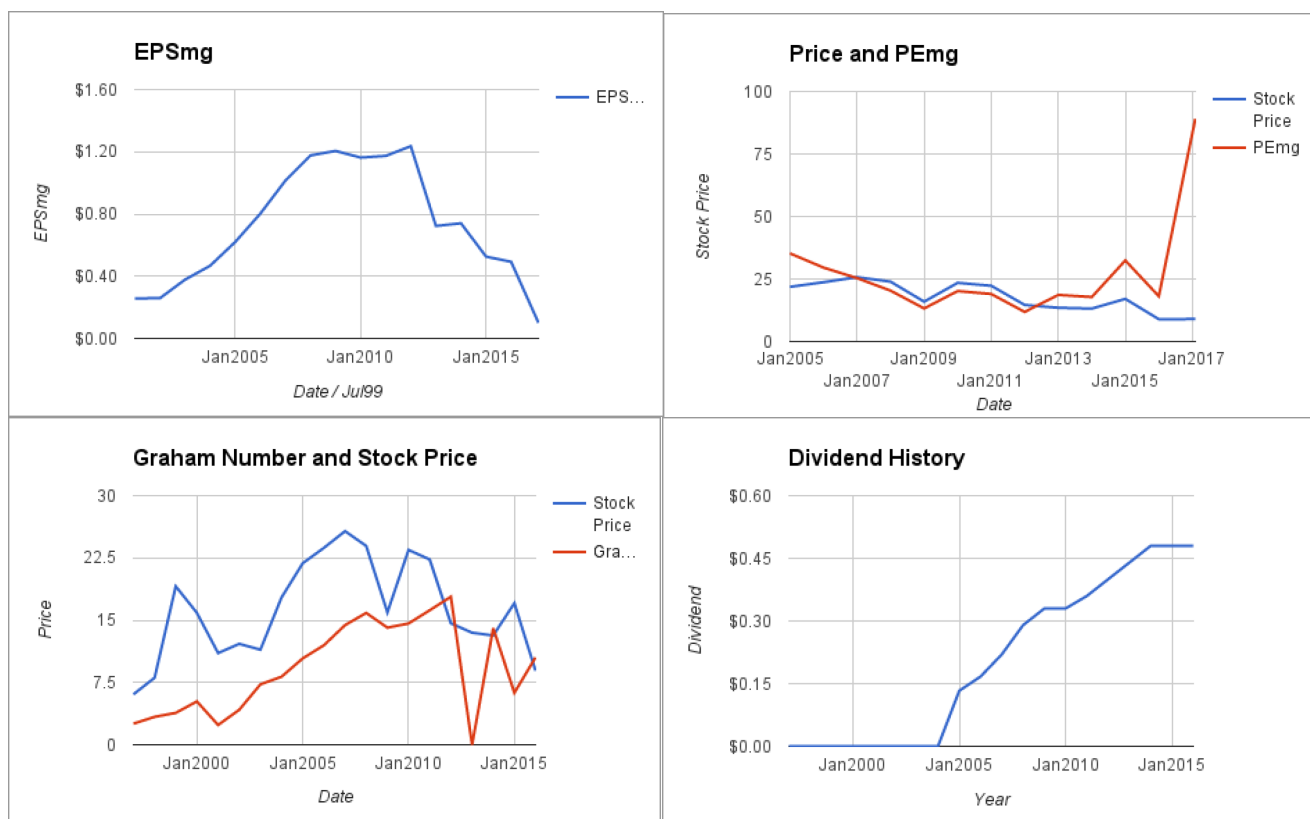 EPSmg
$1.60
$1.20
$0.80
$0.40
$0.00
EPSmg
Jan2005
Jan2010
Jan2015
Date / Jul99
EPS...
Price and PEmg
100
75
50
25
0
Stock Price
Jan2005
Jan2009
Jan2013
Jan2017
Jan2007
Jan2011
Jan2015
Date
Stock
Price
PEmg
Graham Number and Stock Price
30
22.5
15
7.5
0
Price
Jan2000
Jan2005
Jan2010
Jan2015
Date
Stock
Price
Gra...
Dividend History
$0.60
$0.45
$0.30
$0.15
$0.00
Dividend
Jan2000
Jan2005
Jan2010
Jan2015
Year